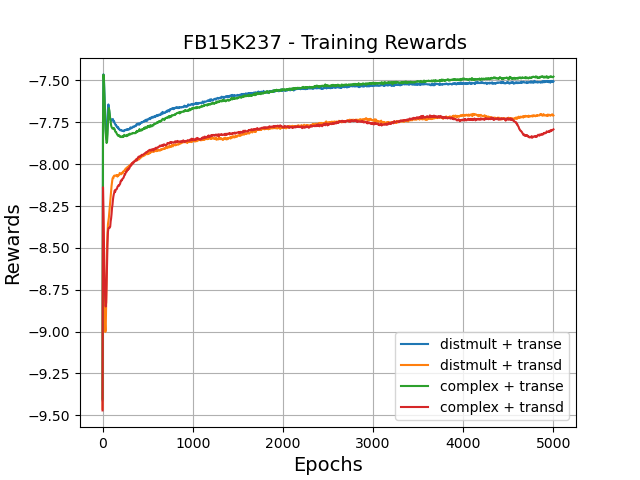 FB15K237 - Training Rewards
−7.50
−7.75
−8.00
−8.25
−8.50
−8.75
−9.00
−9.25
−9.50
Rewards
distmult + transe
distmult + transd
complex + transe
complex + transd
0 1000 2000 3000 4000 5000
Epochs